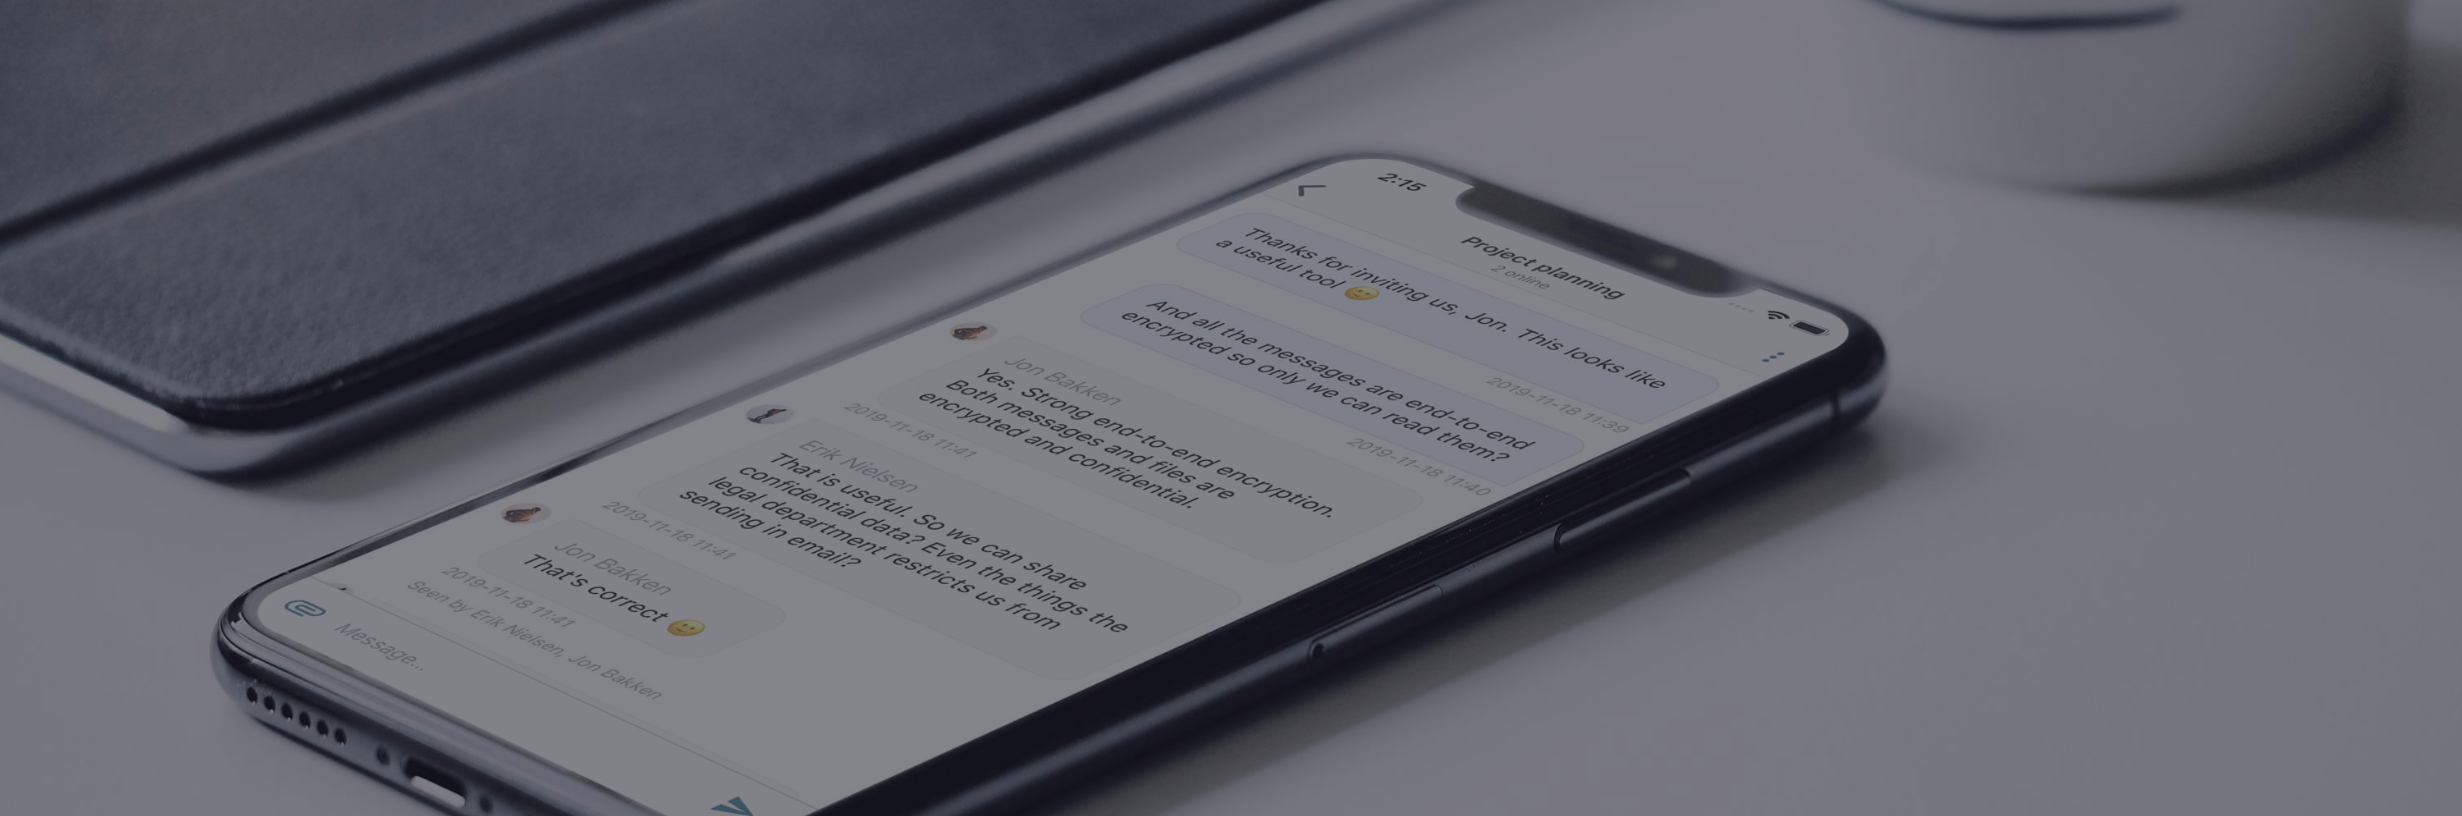 2:15
Project planning
2 online
Thanks for inviting us, Jon. This looks like
a useful tool 🙂
2019-11-18 11:39
And all the messages are end-to-end
encrypted so only we can read them?
2019-11-18 11:40
Jon Bakken
Yes. Strong end-to-end encryption.
Both messages and files are
encrypted and confidential.
2019-11-18 11:41
Erik Nielsen
That is useful. So we can share
confidential data? Even the things the
legal department restricts us from
sending in email?
2019-11-18 11:41
Jon Bakken
That's correct 🙂
2019-11-18 11:41
Seen by Erik Nielsen, Jon Bakken
Message...